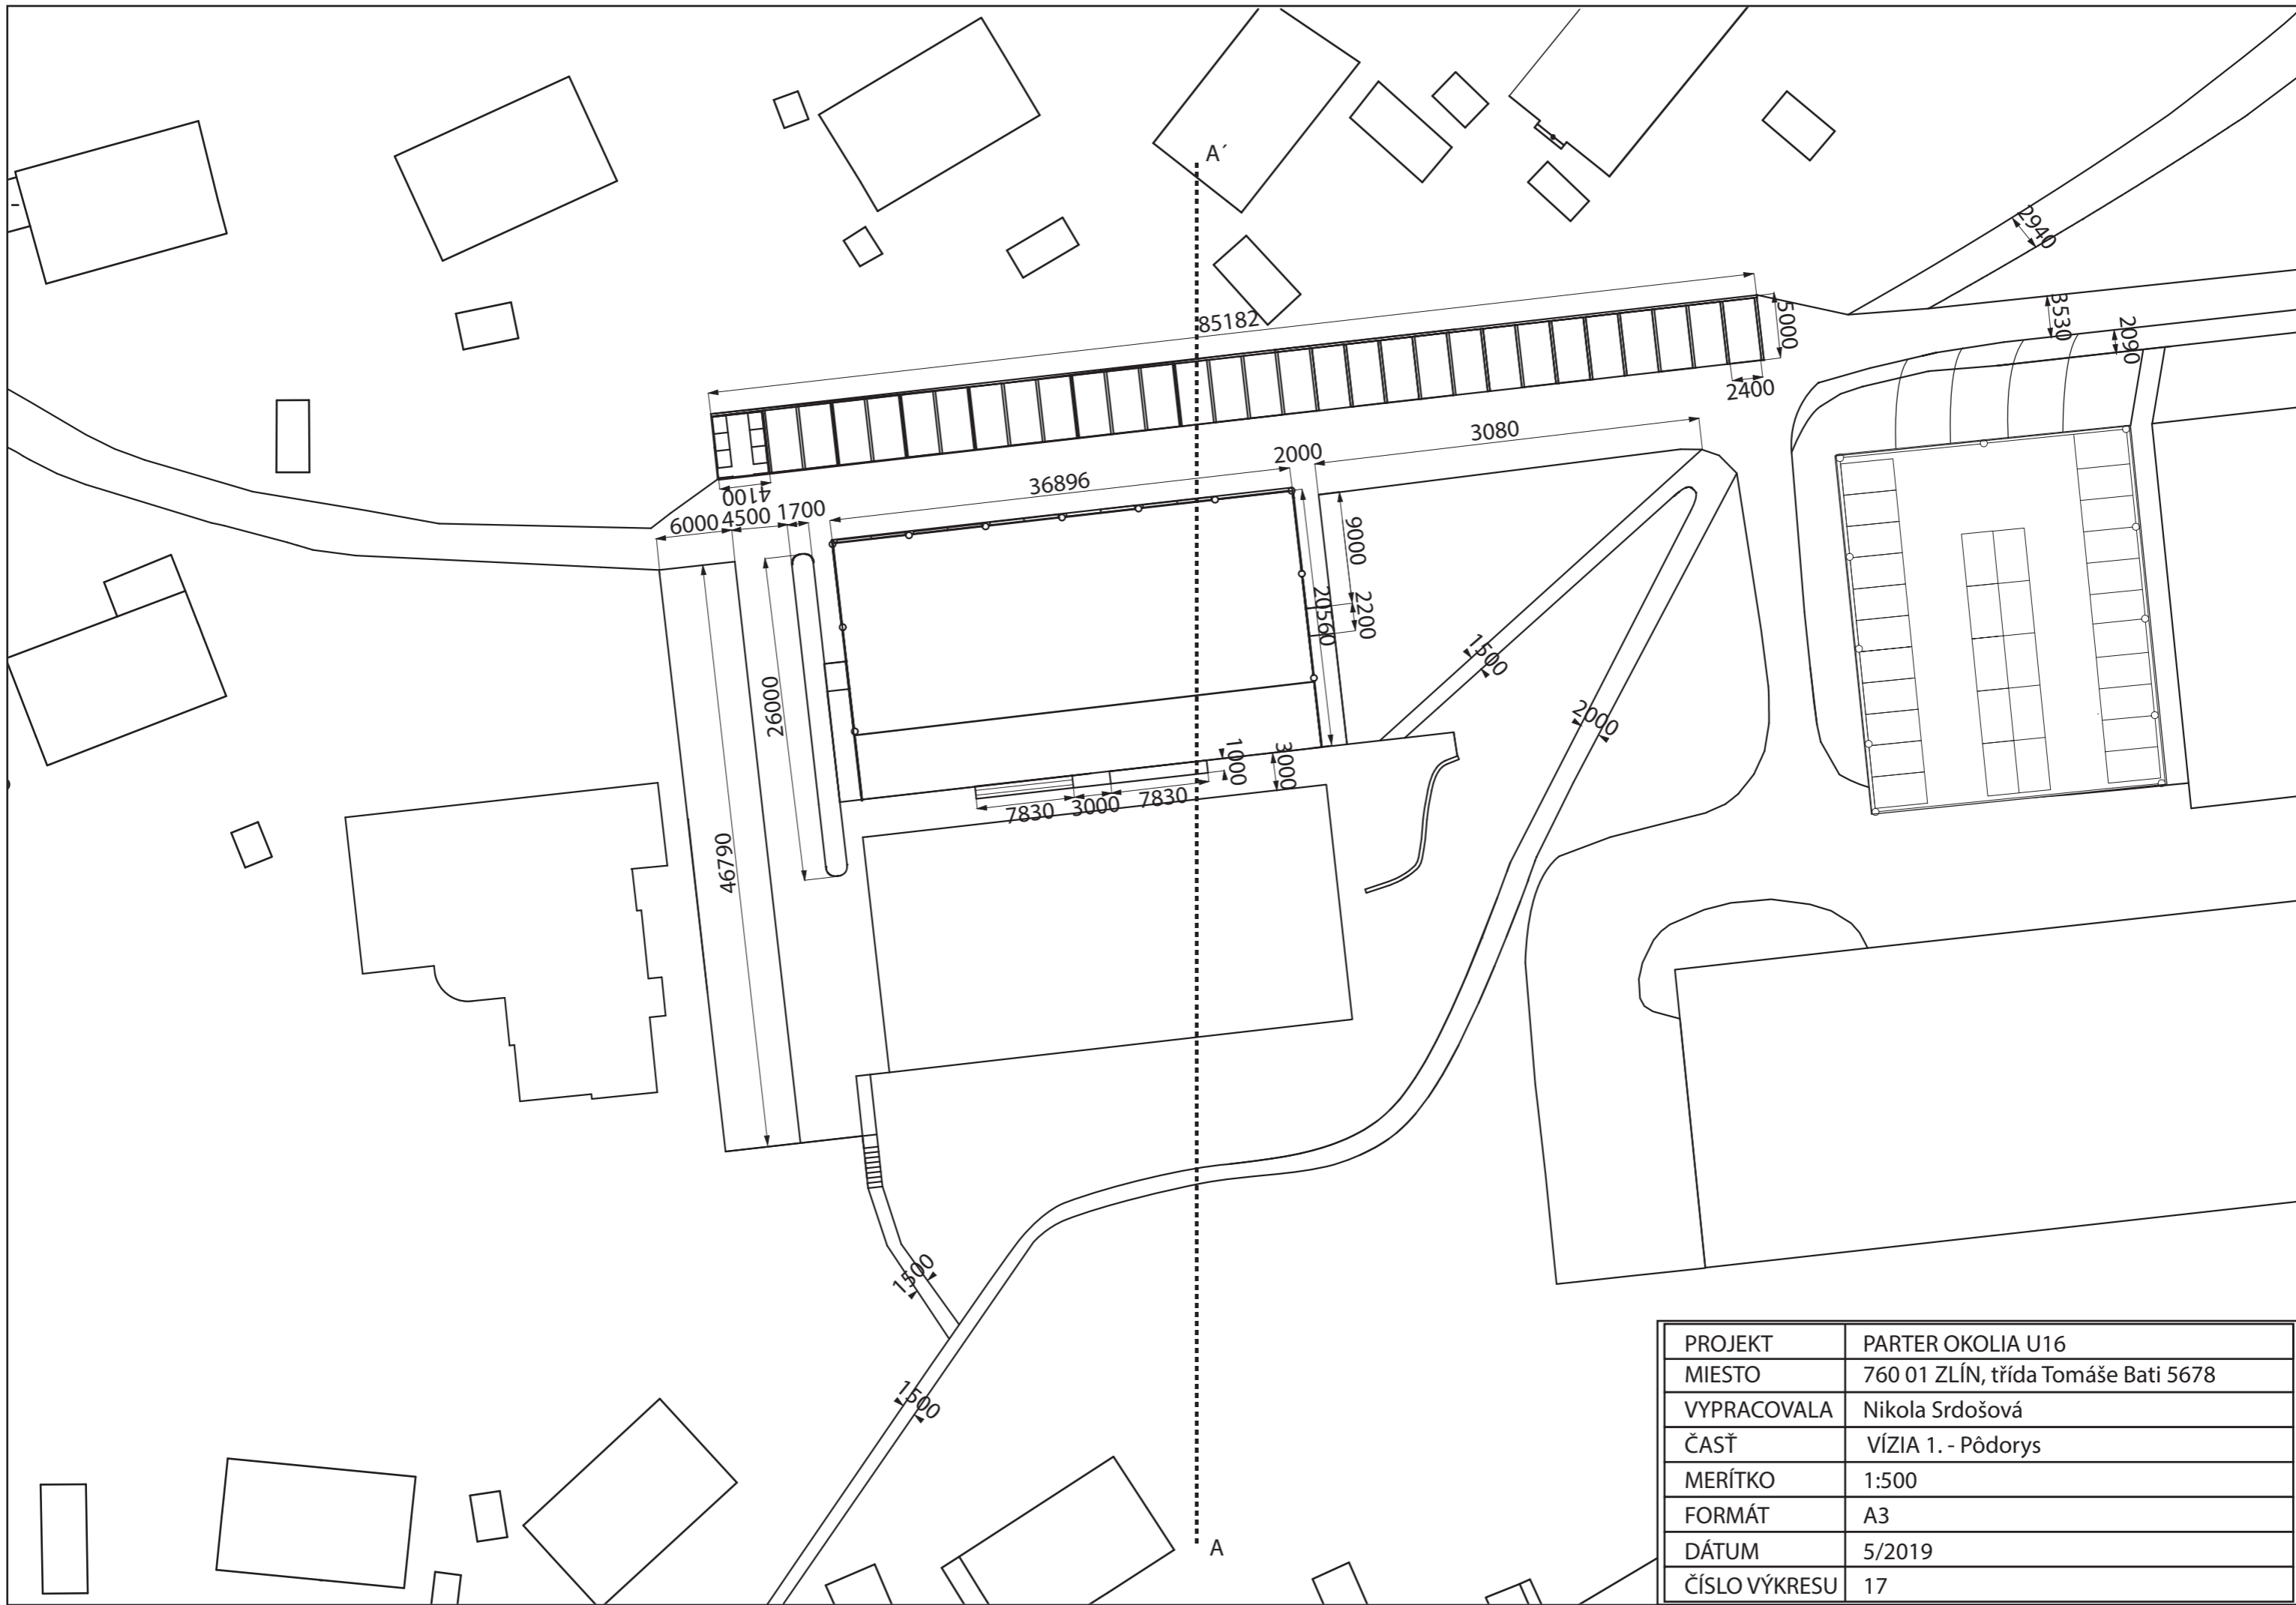 A´
2940
85182
5000
3530
2090
2400
3080
2000
36896
4100
6000 4500 1700
9000
2200
20560
1500
26000
2000
1000
3000
7830 3000 7830
46790
1500
1500
A
PROJEKT PARTER OKOLIA U16
MIESTO 760 01 ZLÍN, třída Tomáše Bati 5678
VYPRACOVALA Nikola Srdošová
ČASŤ VÍZIA 1. - Pôdorys
MERÍTKO 1:500
FORMÁT A3
DÁTUM 5/2019
ČÍSLO VÝKRESU 17